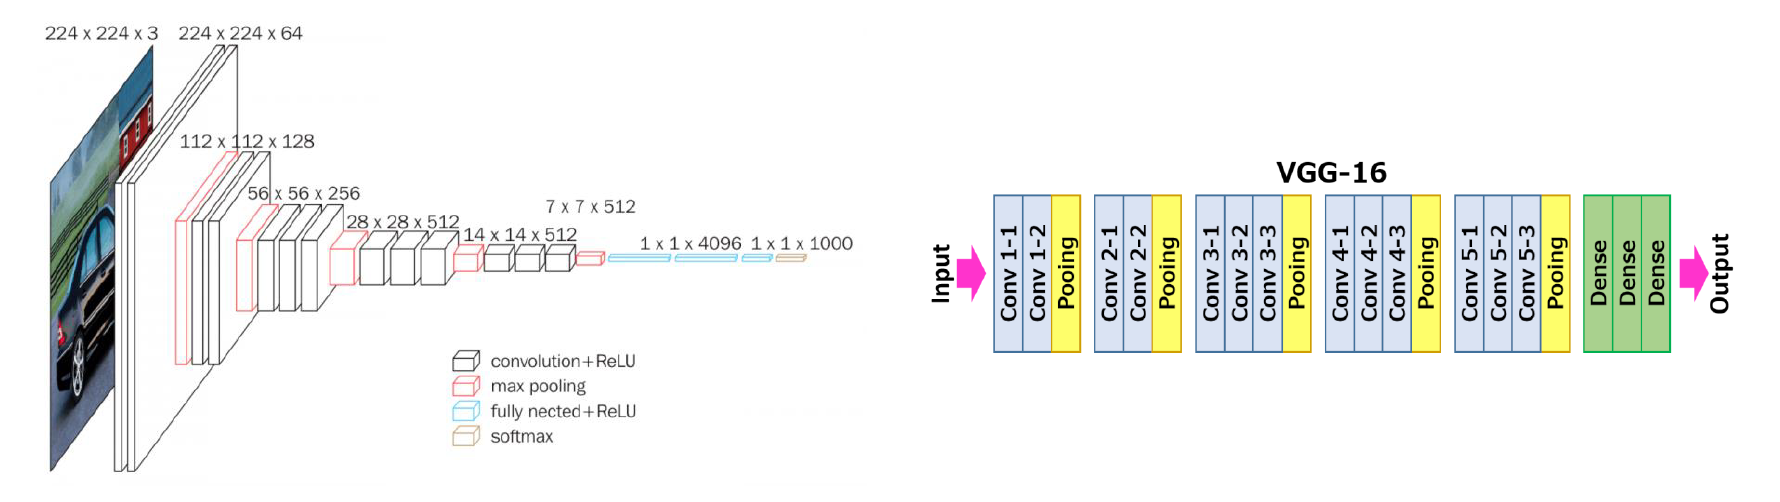 224 x 224 x 3
224 x 224 x 64
112 x 112 x 128
56 x 56 x 256
28 x 28 x 512
14 x 14 x 512
7 x 7 x 512
1 x 1 x 4096
1 x 1 x 1000
convolution+ReLU
max pooling
fully nected+ReLU
softmax
VGG-16
Input
Conv 1-1
Conv 1-2
Pooing
Conv 2-1
Conv 2-2
Pooing
Conv 3-1
Conv 3-2
Conv 3-3
Pooing
Conv 4-1
Conv 4-2
Conv 4-3
Pooing
Conv 5-1
Conv 5-2
Conv 5-3
Pooing
Dense
Dense
Dense
Output